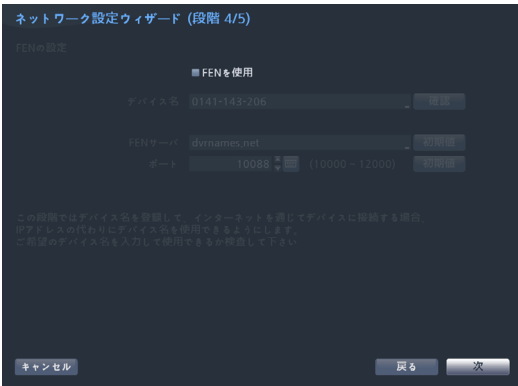 ネットワーク設定ウィザード (段階 4/5)
FENの設定
FENを使用
デバイス名 0141-143-206 確認
FENサーバ dvrnames.net 初期値
ポート 10088 (10000 ~ 12000) 初期値
この段階ではデバイス名を登録して、インターネットを通じてデバイスに接続する場合、
IPアドレスの代わりにデバイス名を使用できるようにします。
ご希望のデバイス名を入力して使用できるか検査して下さい
キャンセル 戻る 次